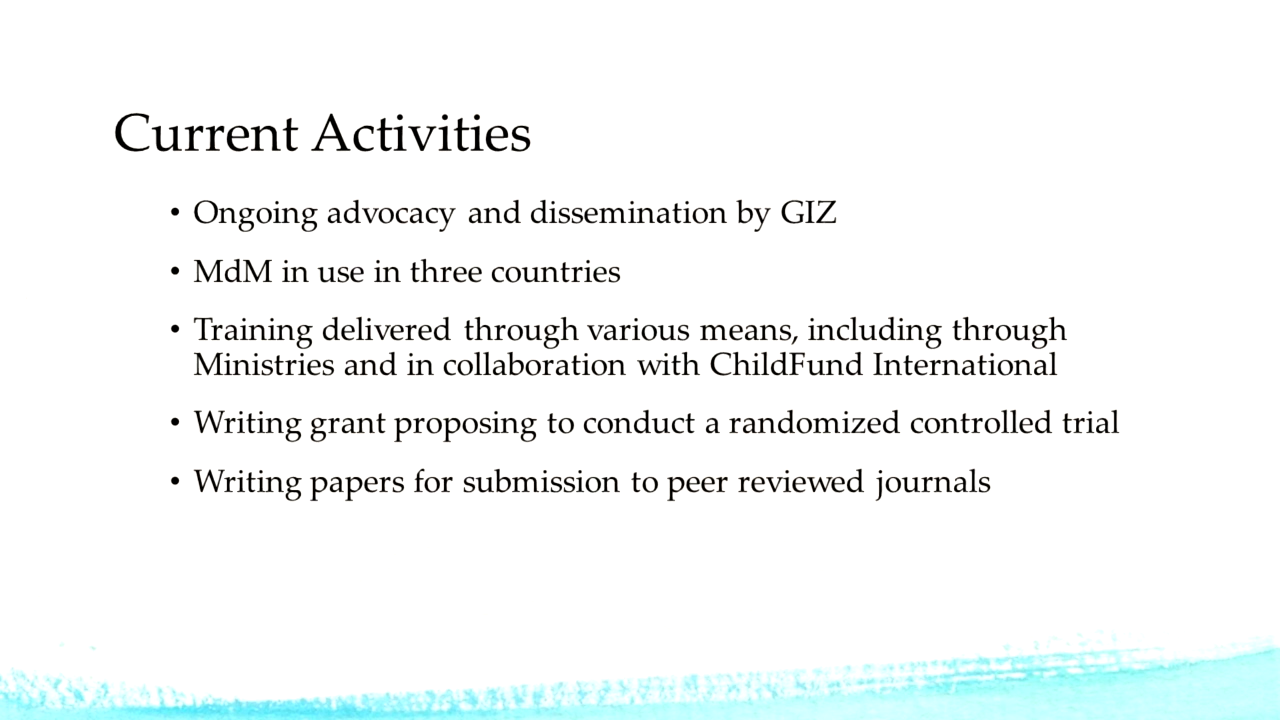 Current Activities
• Ongoing advocacy and dissemination by GIZ
• MdM in use in three countries
• Training delivered through various means, including through
Ministries and in collaboration with ChildFund International
• Writing grant proposing to conduct a randomized controlled trial
• Writing papers for submission to peer reviewed journals